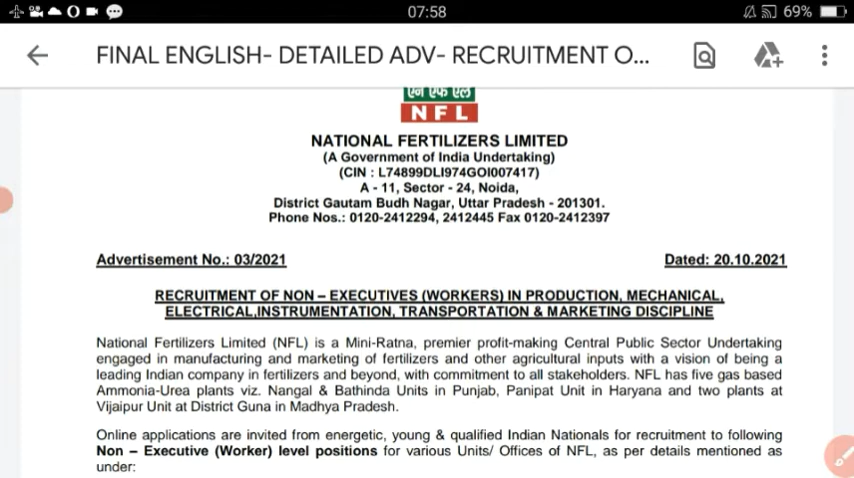 07:58
69%
FINAL ENGLISH- DETAILED ADV- RECRUITMENT O...
एन एफ एल
NFL
NATIONAL FERTILIZERS LIMITED
(A Government of India Undertaking)
(CIN : L74899DLI974GOI007417)
A - 11, Sector - 24, Noida,
District Gautam Budh Nagar, Uttar Pradesh - 201301.
Phone Nos.: 0120-2412294, 2412445 Fax 0120-2412397
Advertisement No.: 03/2021
Dated: 20.10.2021
RECRUITMENT OF NON – EXECUTIVES (WORKERS) IN PRODUCTION, MECHANICAL,
ELECTRICAL,INSTRUMENTATION, TRANSPORTATION & MARKETING DISCIPLINE
National Fertilizers Limited (NFL) is a Mini-Ratna, premier profit-making Central Public Sector Undertaking
engaged in manufacturing and marketing of fertilizers and other agricultural inputs with a vision of being a
leading Indian company in fertilizers and beyond, with commitment to all stakeholders. NFL has five gas based
Ammonia-Urea plants viz. Nangal & Bathinda Units in Punjab, Panipat Unit in Haryana and two plants at
Vijaipur Unit at District Guna in Madhya Pradesh.
Online applications are invited from energetic, young & qualified Indian Nationals for recruitment to following
Non – Executive (Worker) level positions for various Units/ Offices of NFL, as per details mentioned as
under: